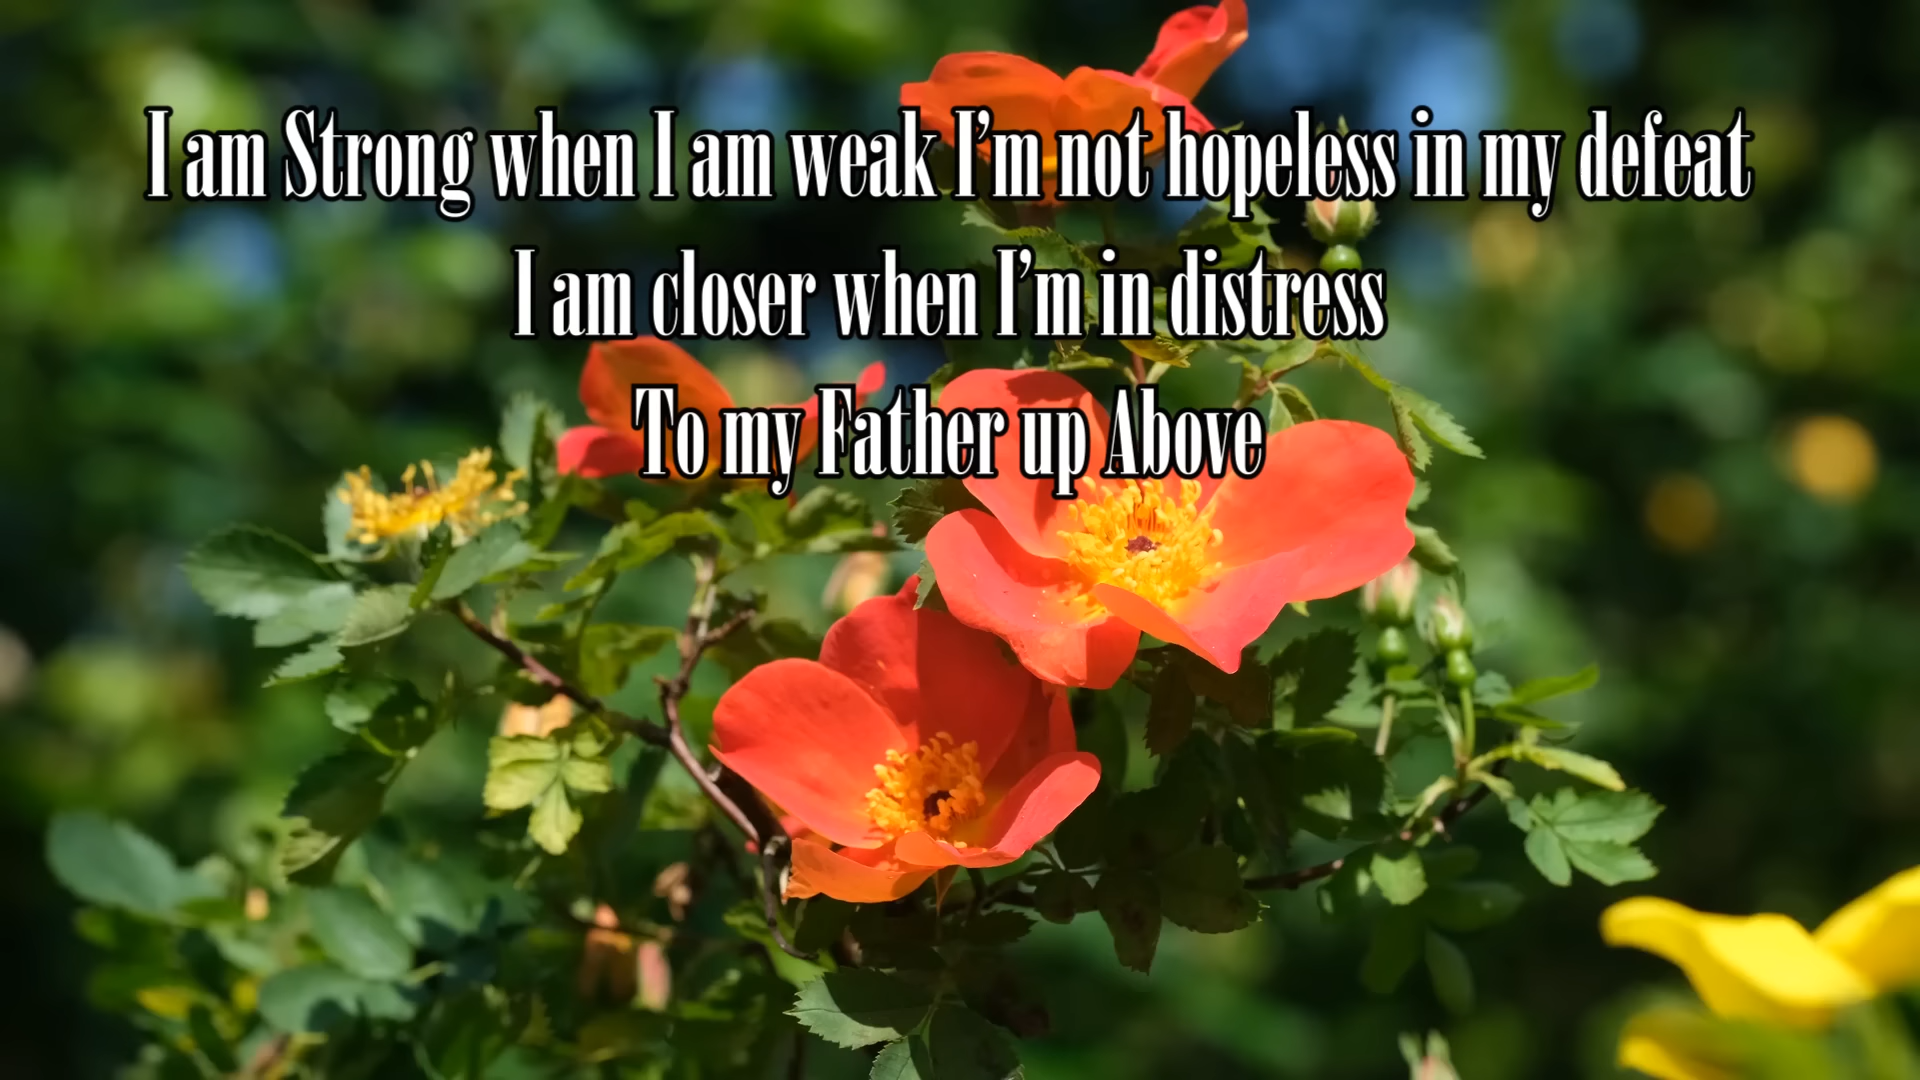 I am Strong when I am weak I’m not hopeless in my defeat
I am closer when I’m in distress
To my Father up Above